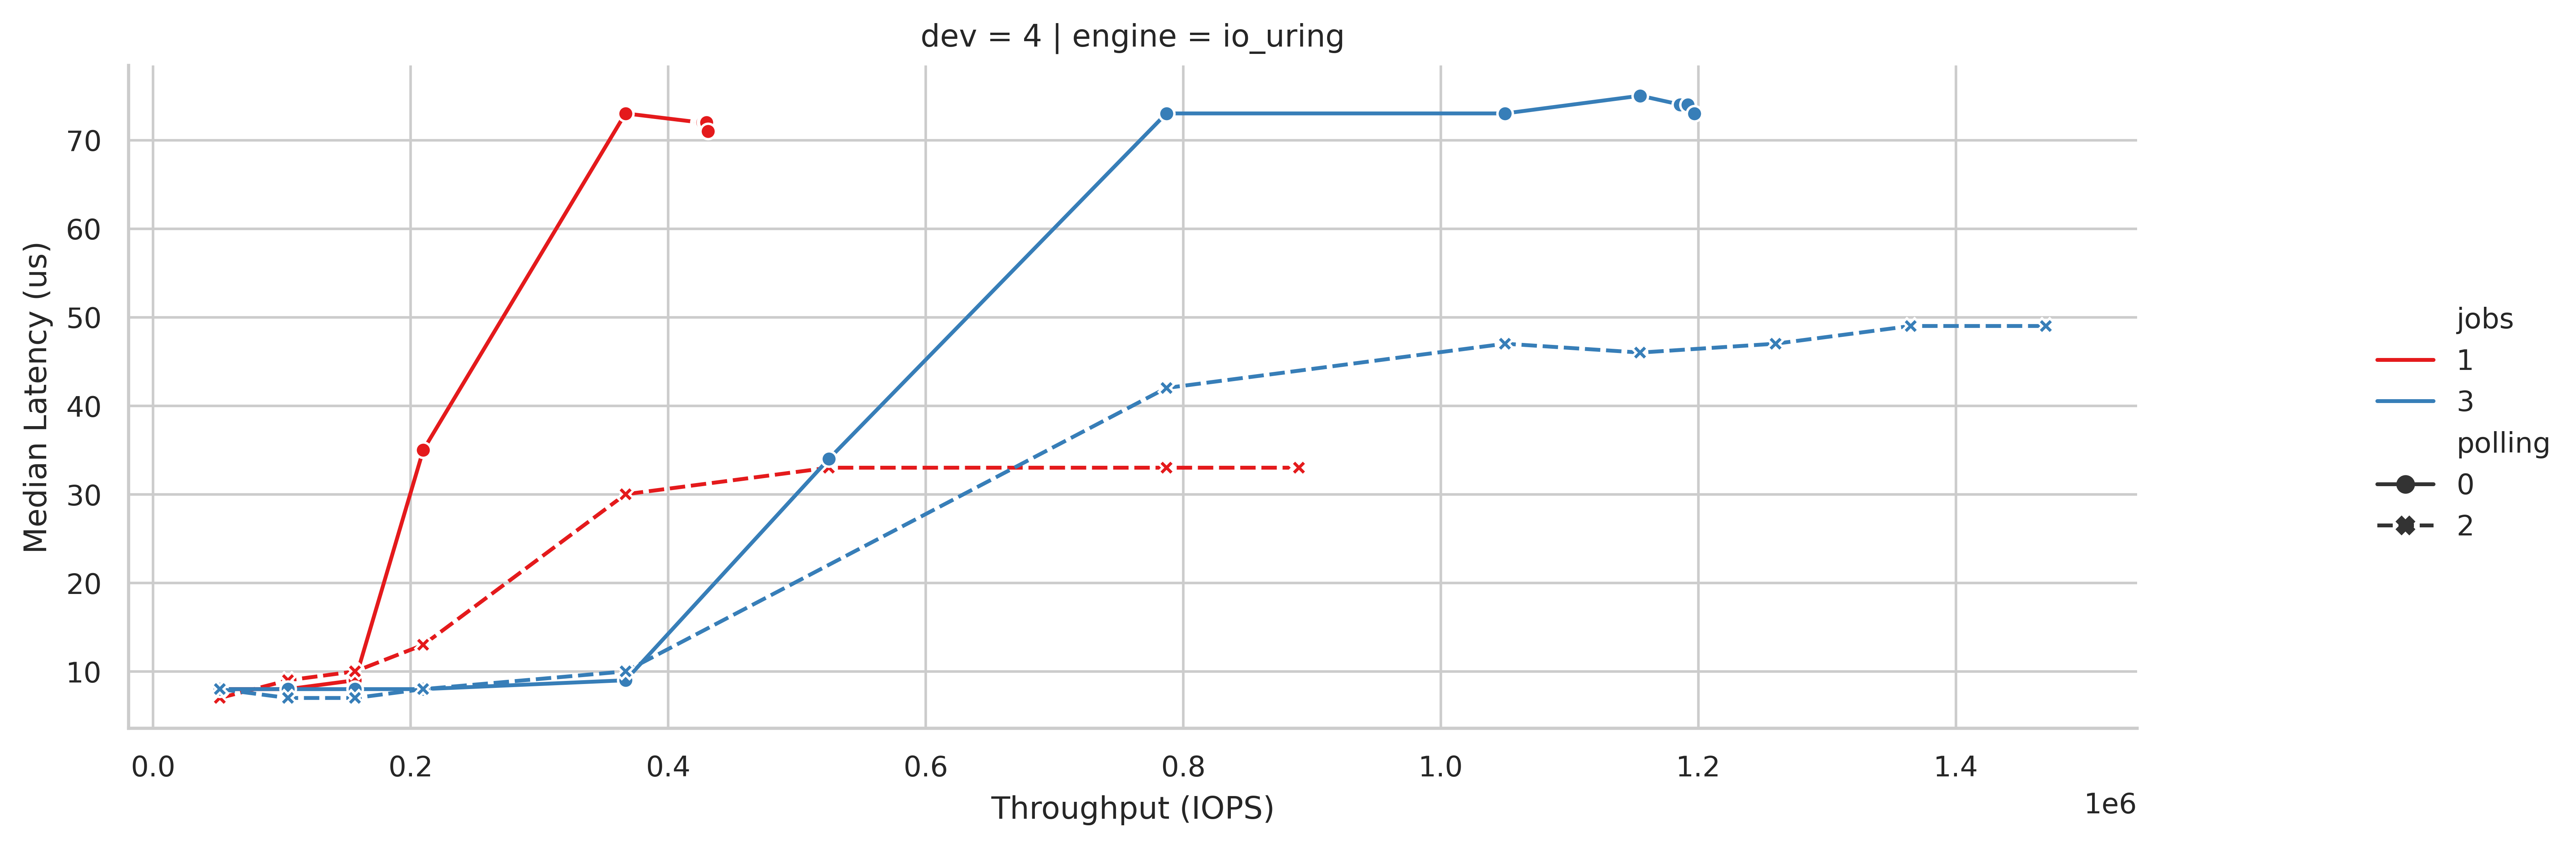 dev = 4 | engine = io_uring
Median Latency (us)
70
60
50
40
30
20
10
0.0 0.2 0.4 0.6 0.8 1.0 1.2 1.4
1e6
Throughput (IOPS)
jobs
1
3
polling
0
2